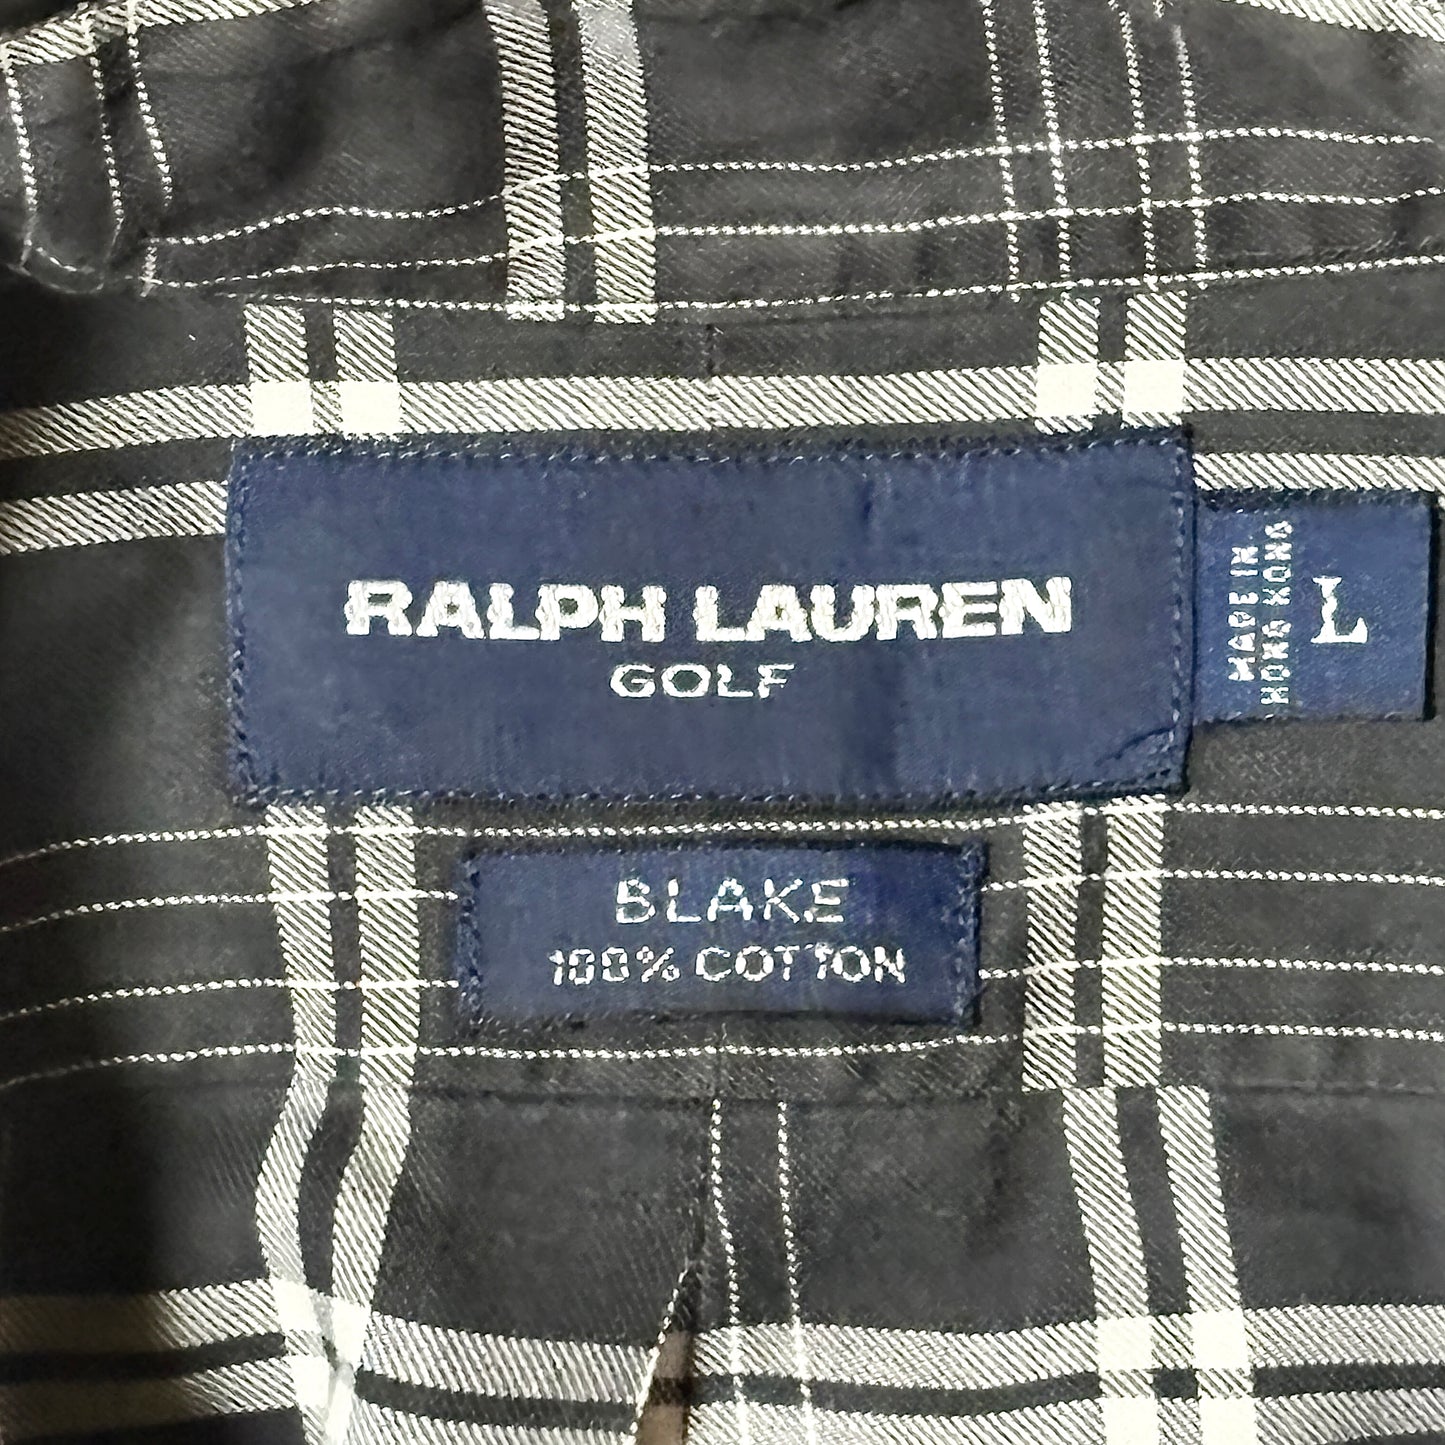 RALPH LAUREN
GOLF
MADE IN
HONG KONG
L
BLAKE
100% COTTON